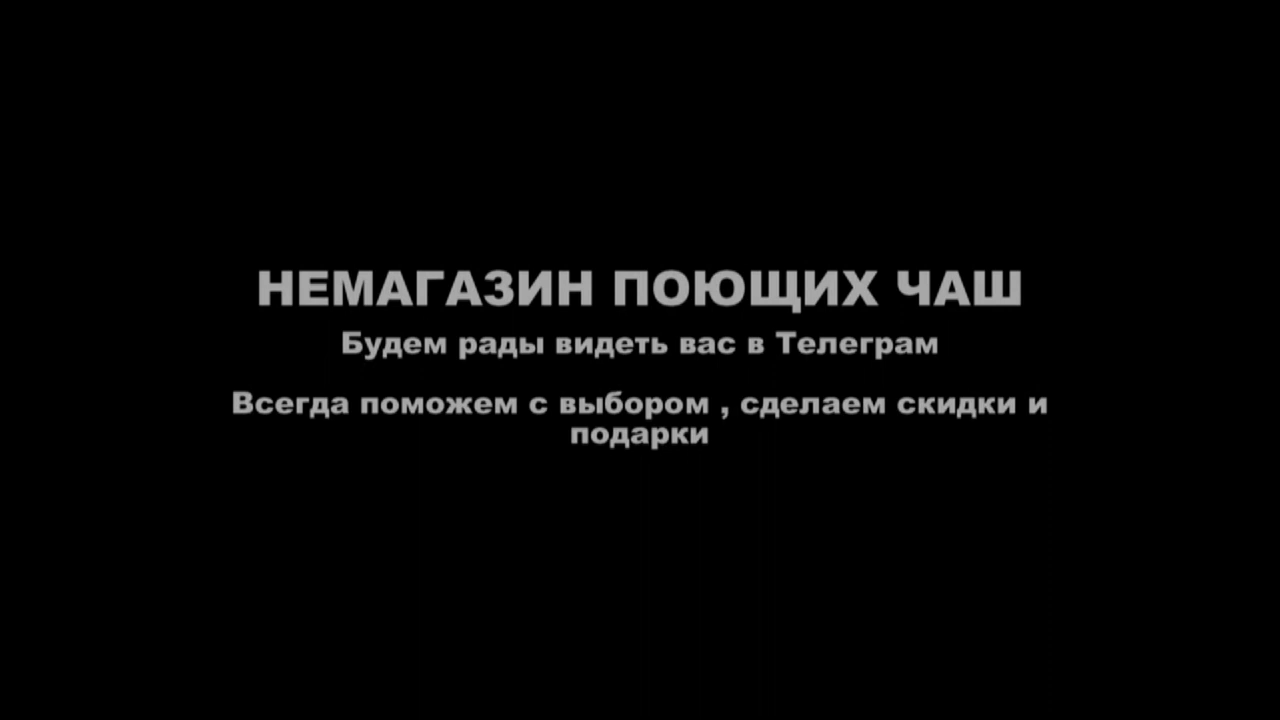 НЕМАГАЗИН ПОЮЩИХ ЧАШ
Будем рады видеть вас в Телеграм
Всегда поможем с выбором , сделаем скидки и
подарки